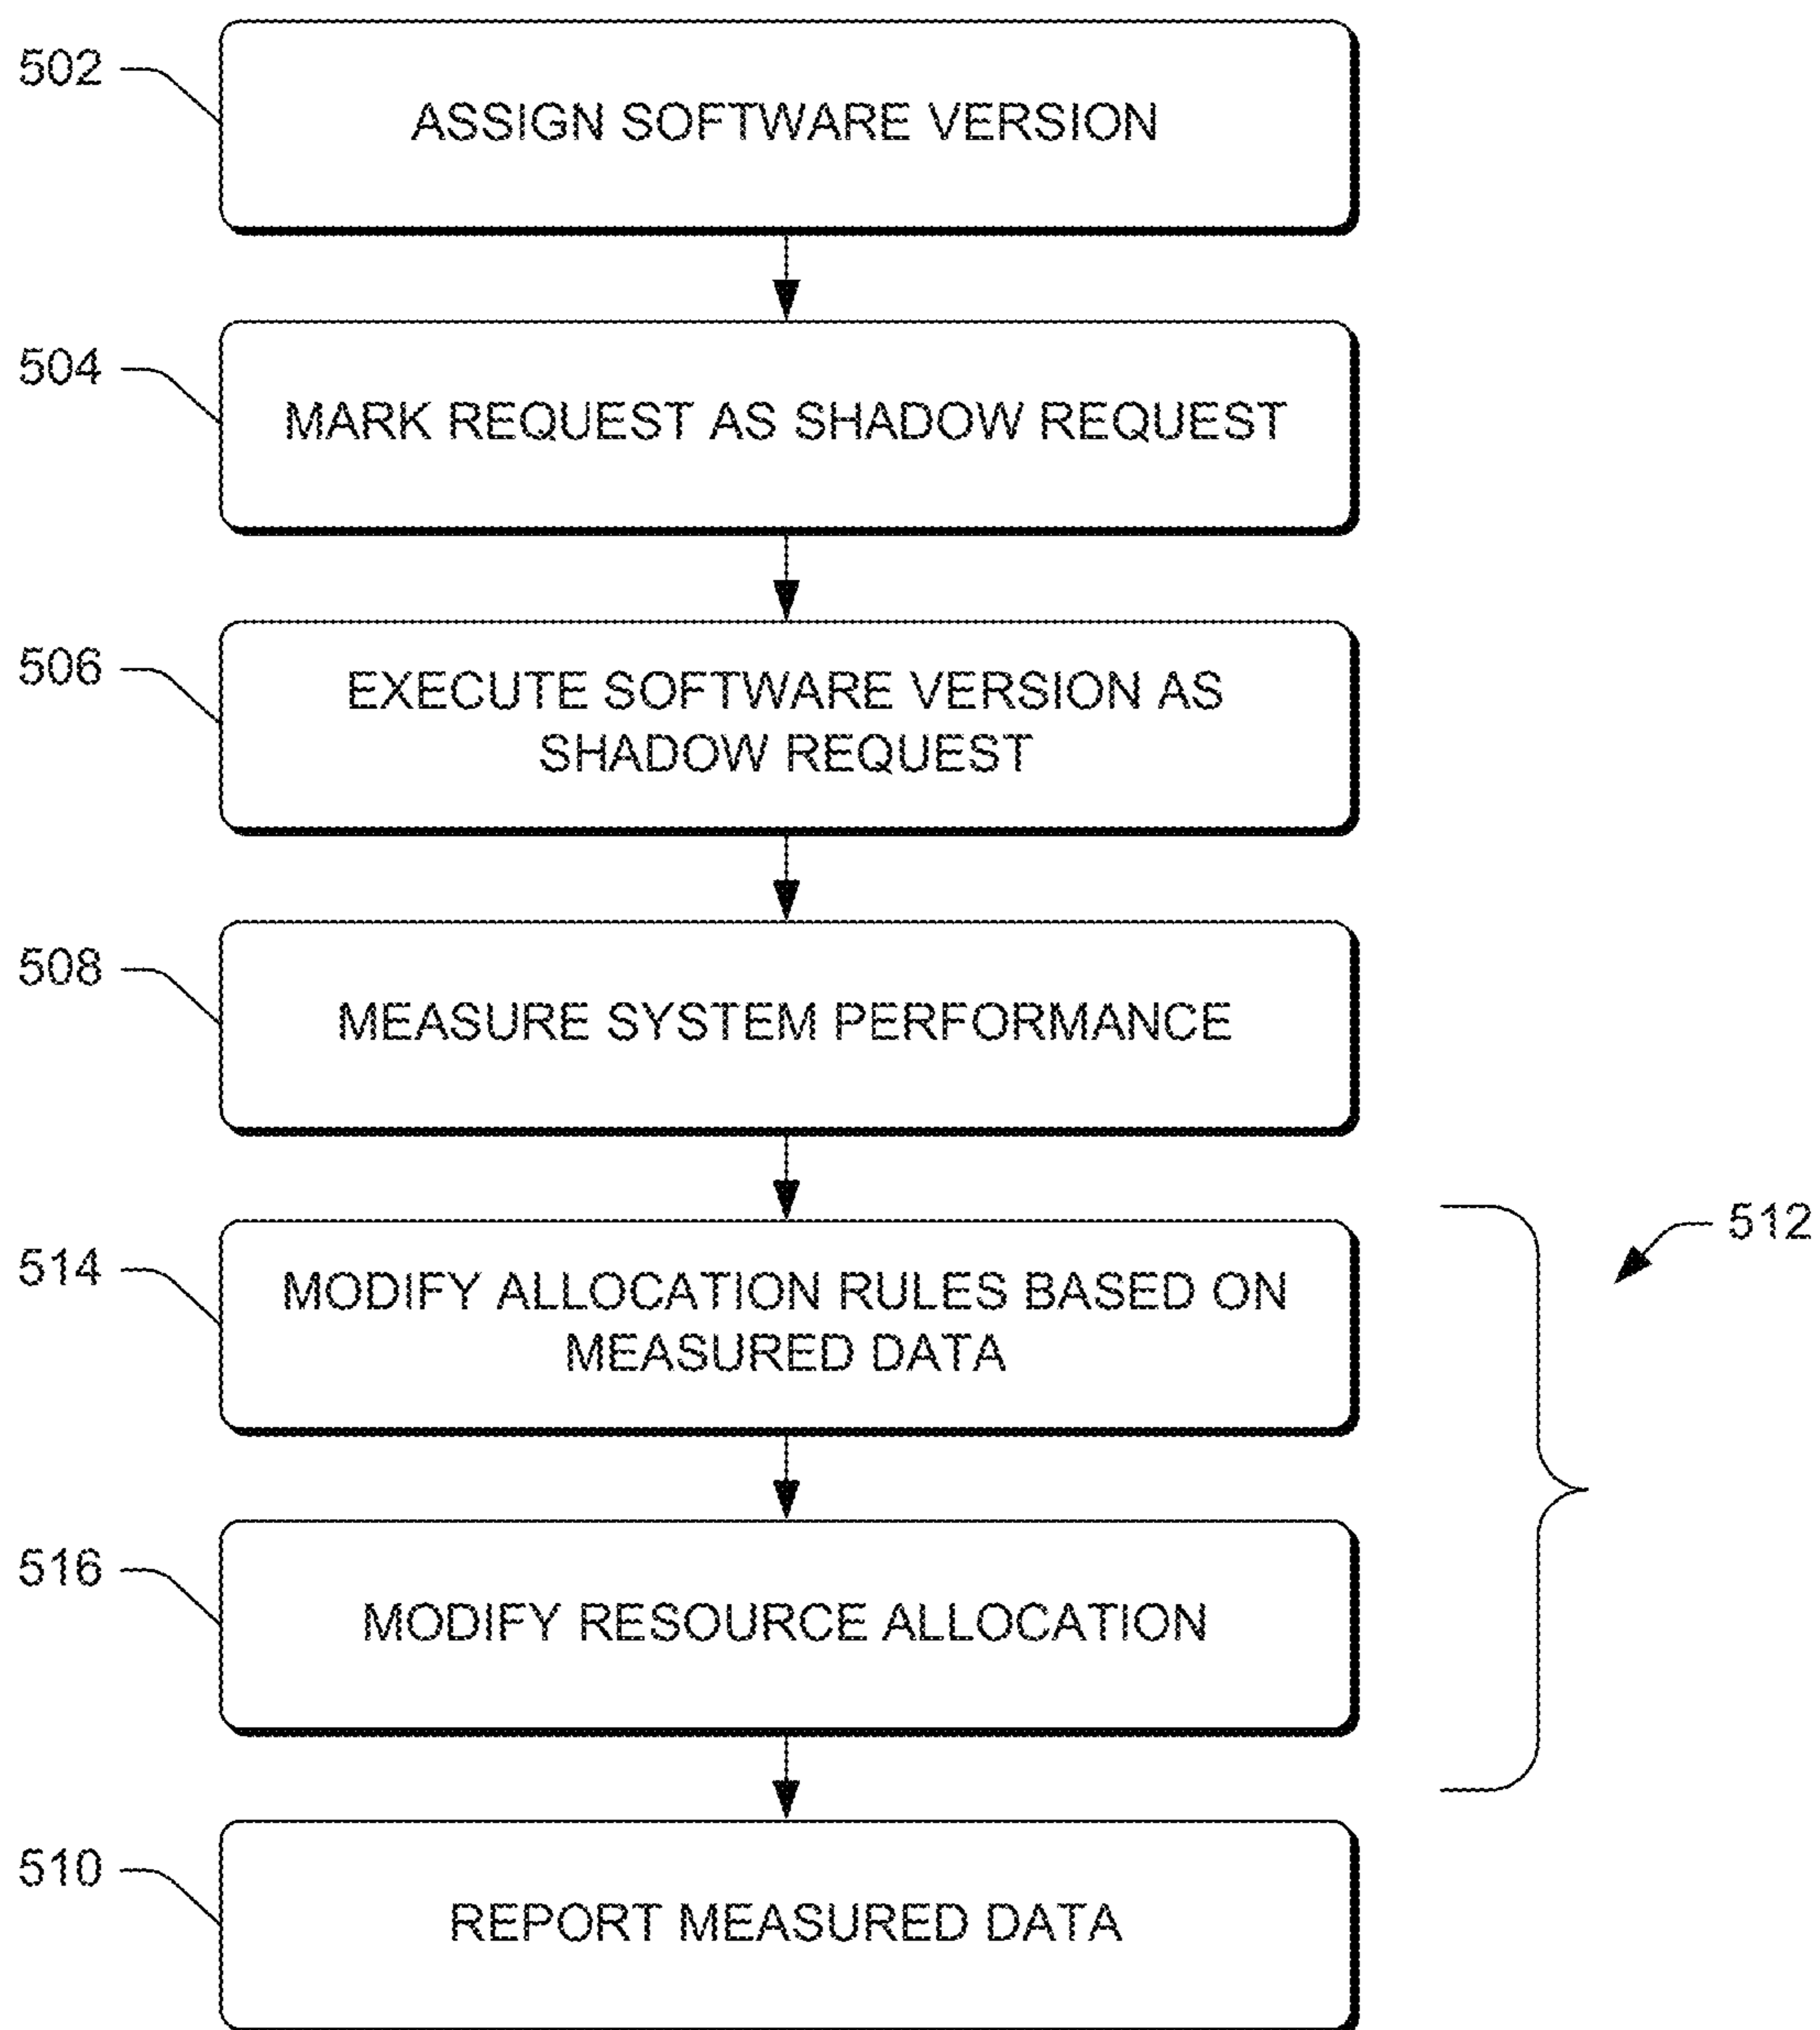 502
ASSIGN SOFTWARE VERSION
504
MARK REQUEST AS SHADOW REQUEST
506
EXECUTE SOFTWARE VERSION AS
SHADOW REQUEST
508
MEASURE SYSTEM PERFORMANCE
512
514
MODIFY ALLOCATION RULES BASED ON
MEASURED DATA
516
MODIFY RESOURCE ALLOCATION
510
REPORT MEASURED DATA